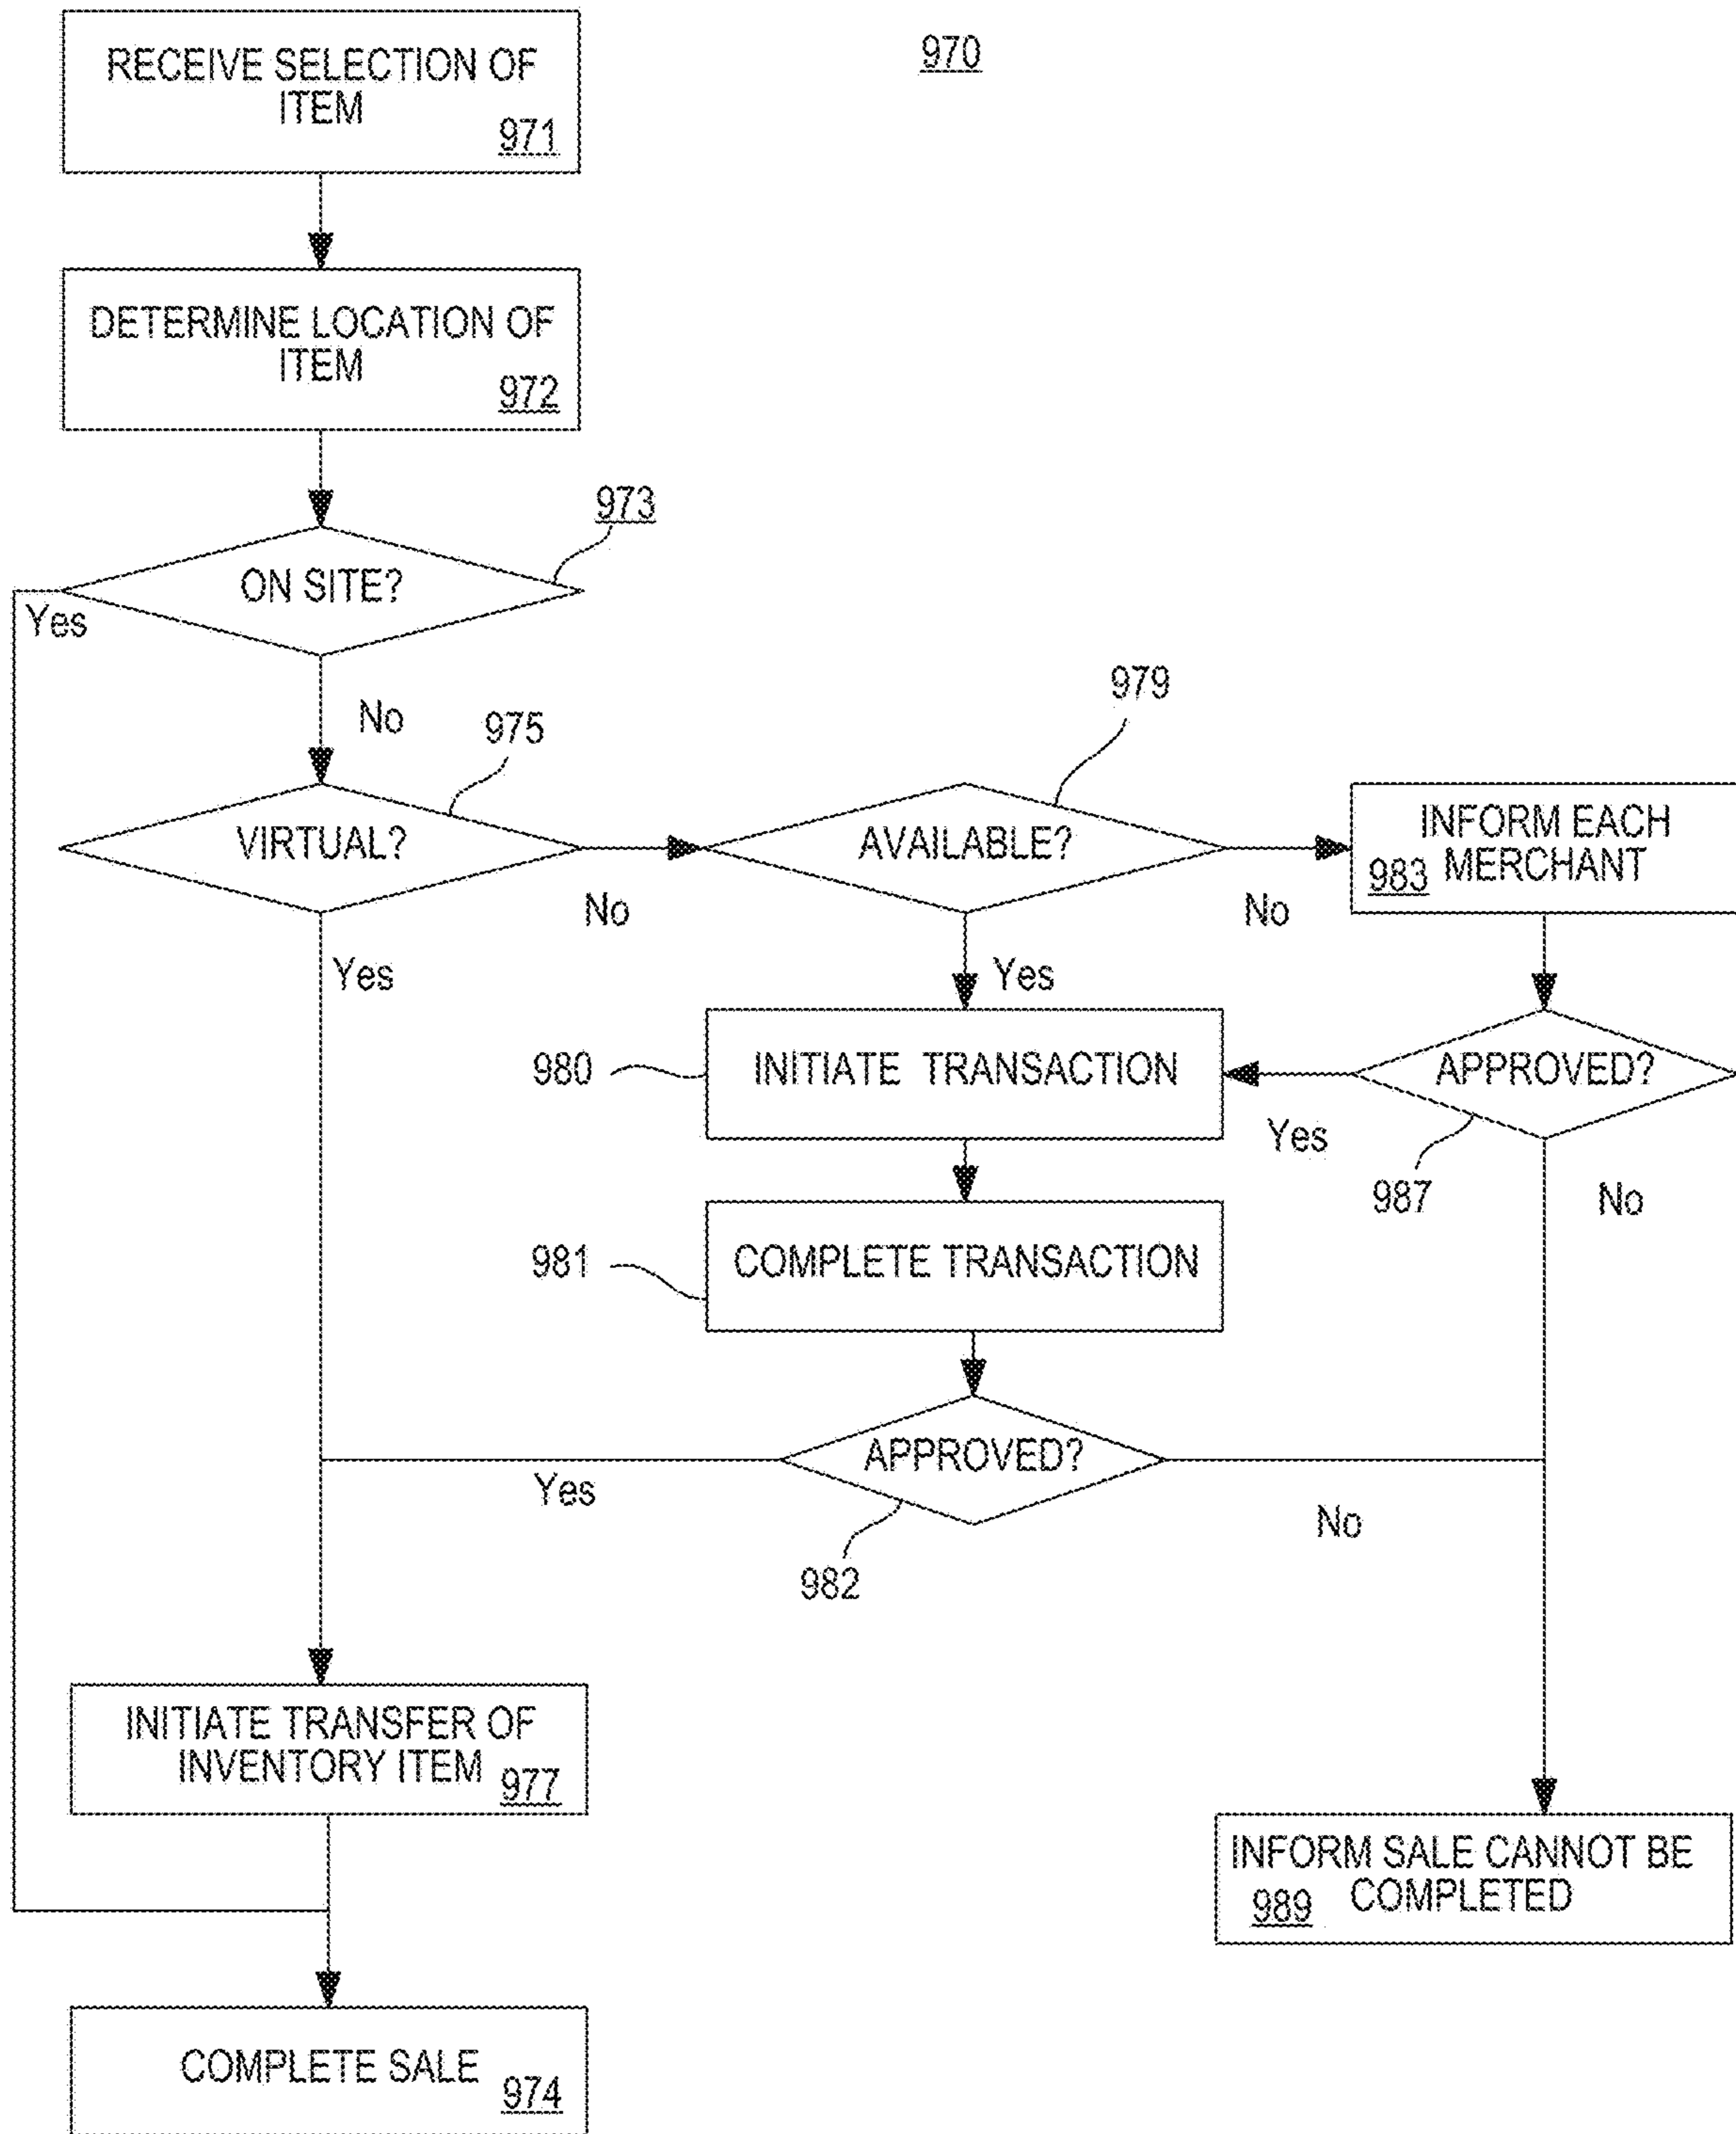 970
RECEIVE SELECTION OF
ITEM
971
DETERMINE LOCATION OF
ITEM
972
973
ON SITE?
Yes
No
975
979
VIRTUAL?
AVAILABLE?
INFORM EACH
983 MERCHANT
No
No
Yes
Yes
980
INITIATE TRANSACTION
APPROVED?
Yes
987
No
981
COMPLETE TRANSACTION
APPROVED?
Yes
No
982
INITIATE TRANSFER OF
INVENTORY ITEM 977
INFORM SALE CANNOT BE
989 COMPLETED
COMPLETE SALE
974